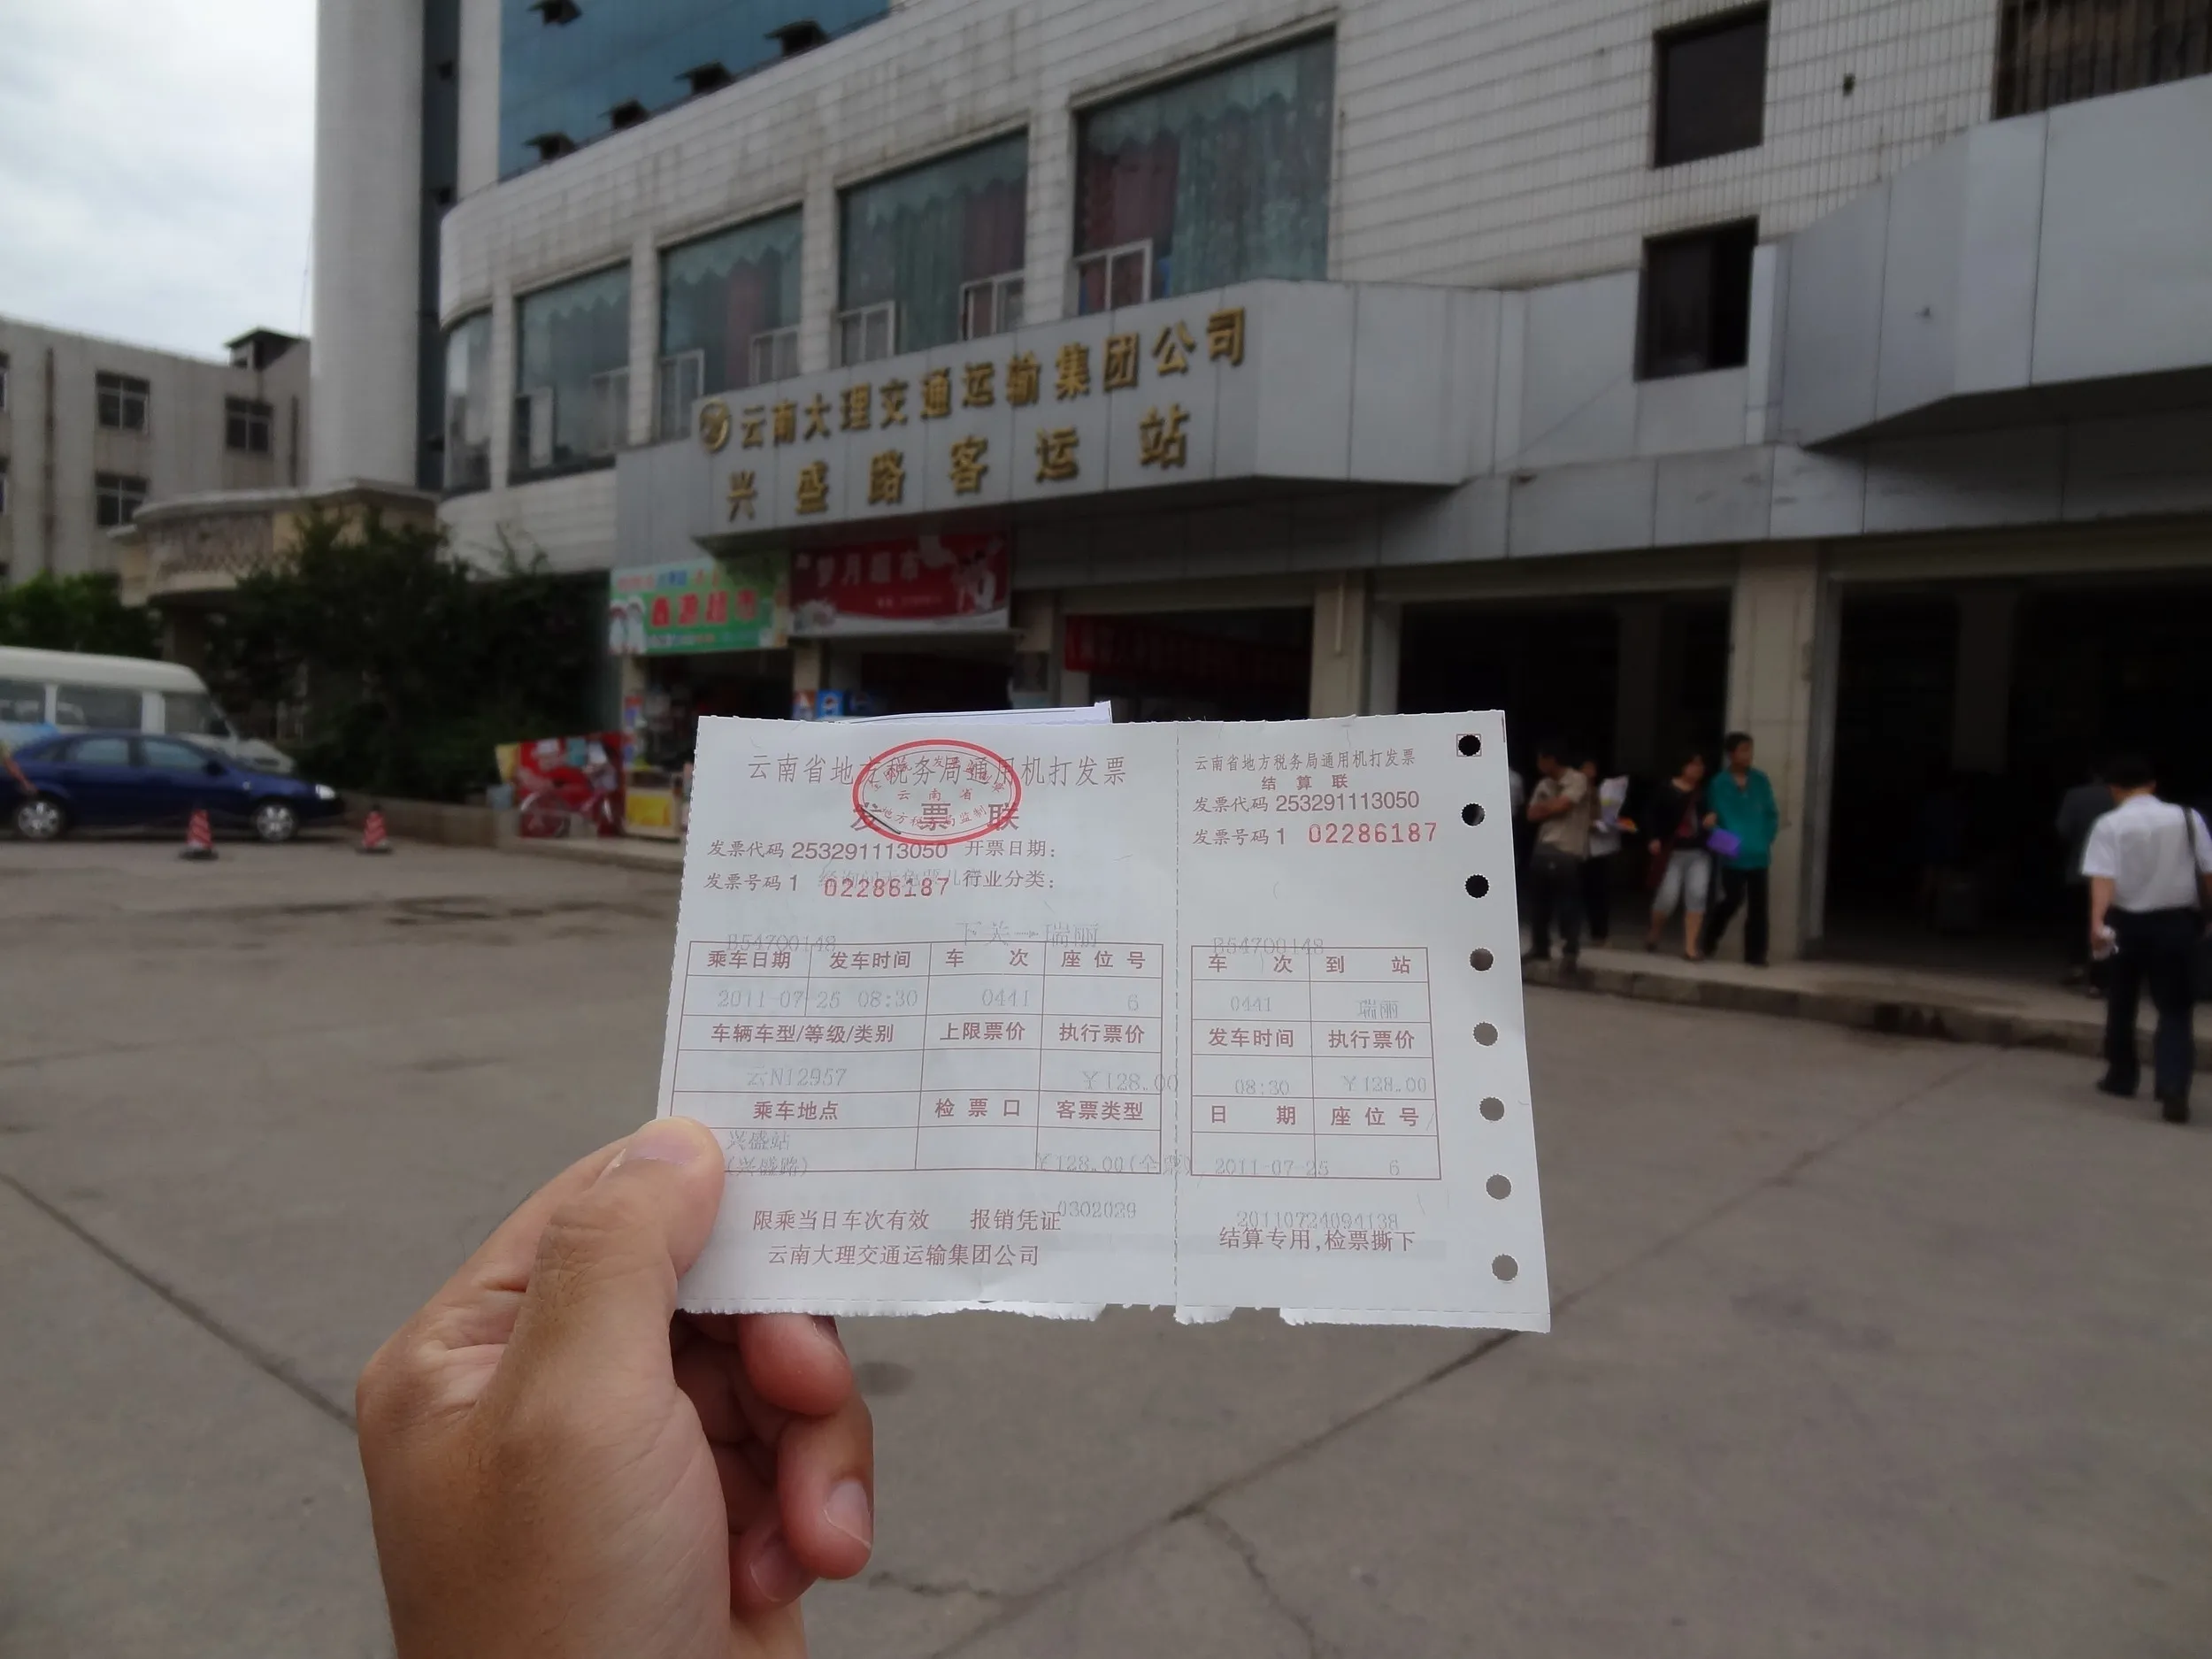 云南大理交通运输集团公司
兴盛路客运站
梦月超市
云南省地方税务局通用机打发票
发票联
云南省
发票代码 253291113050 开票日期:
发票号码 1 02286187 行业分类:
B54700148 下关→瑞丽
乘车日期 发车时间 车次 座位号
2011-07-25 08:30 0441 6
车辆车型/等级/类别 上限票价 执行票价
云N12957 ¥128.00
乘车地点 检票口 客票类型
兴盛站
(兴盛路) ¥128.00(全票)
限乘当日车次有效 报销凭证 0302029
云南大理交通运输集团公司
云南省地方税务局通用机打发票
结算联
发票代码 253291113050
发票号码 1 02286187
B54700148
车次 到站
0441 瑞丽
发车时间 执行票价
08:30 ¥128.00
日期 座位号
2011-07-25 6
20110724094138
结算专用,检票撕下